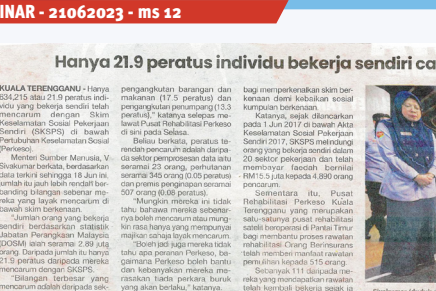 INAR - 21062023 - ms 12
Hanya 21.9 peratus individu bekerja sendiri ca
KUALA TERENGGANU - Hanya
634,215 atau 21.9 peratus indi-
vidu yang bekerja sendiri telah
mencarum dengan Skim
Keselamatan Sosial Pekerjaan
Sendiri (SKSPS) di bawah
Pertubuhan Keselamatan Sosial
(Perkeso).
Menteri Sumber Manusia, V
Sivakumar berkata, berdasarkan
data terkini sehingga 18 Jun ini,
jumlah itu jauh lebih rendah ber-
banding bilangan sebenar me-
reka yang layak mencarum di
bawah skim berkenaan.
"Jumlah orang yang bekerja
sendiri berdasarkan statistik
Jabatan Perangkaan Malaysia
(DOSM) ialah seramai 2.89 juta
orang. Daripada jumlah itu hanya
21.9 peratus daripada mereka
mencarum dengan SKSPS.
"Bilangan terbesar yang
mencarum adalah daripada sek-
pengangkutan barangan dan
makanan (17.5 peratus) dan
pengangkutan penumpang (13.3
peratus)," katanya selepas me-
lawat Pusat Rehabilitasi Perkeso
di sini pada Selasa.
Beliau berkata, peratus te-
rendah pencarum adalah daripa-
da sektor pemprosesan data iaitu
seramai 23 orang, perhutanan
seramai 345 orang (0.05 peratus)
dan premis penginapan seramai
507 orang (0.08 peratus).
"Mungkin mereka ini tidak
tahu bahawa mereka sebenar-
nya boleh mencarum atau mung-
kin rasa hanya yang mempunyai
majikan sahaja layak mencarum.
"Boleh jadi juga mereka tidak
tahu apa peranan Perkeso, ba-
gaimana Perkeso boleh bantu
dan kebanyakan mereka me-
rasakan tiada perkara buruk
yang akan berlaku," katanya.
bagi memperkenalkan skim ber-
kenaan demi kebaikan sosial
kumpulan berkenaan.
Katanya, sejak dilancarkan
pada 1 Jun 2017 di bawah Akta
Keselamatan Sosial Pekerjaan
Sendiri 2017, SKSPS melindungi
orang yang bekerja sendiri dalam
20 sektor pekerjaan dan telah
membayar faedah bernilai
RM15.5 juta kepada 4,890 orang
pencarum.
Sementara itu, Pusat
Rehabilitasi Perkeso Kuala
Terengganu yang merupakan
satu-satunya pusat rehabilitasi
satelit beroperasi di Pantai Timur
bagi membantu proses rawatan
rehabilitasi Orang Berinsurans
telah memberi manfaat rawatan
pemulihan kepada 515 orang.
Sebanyak 111 daripada me-
reka yang mendapatkan rawatan
telah kembali bekerja sejak ia